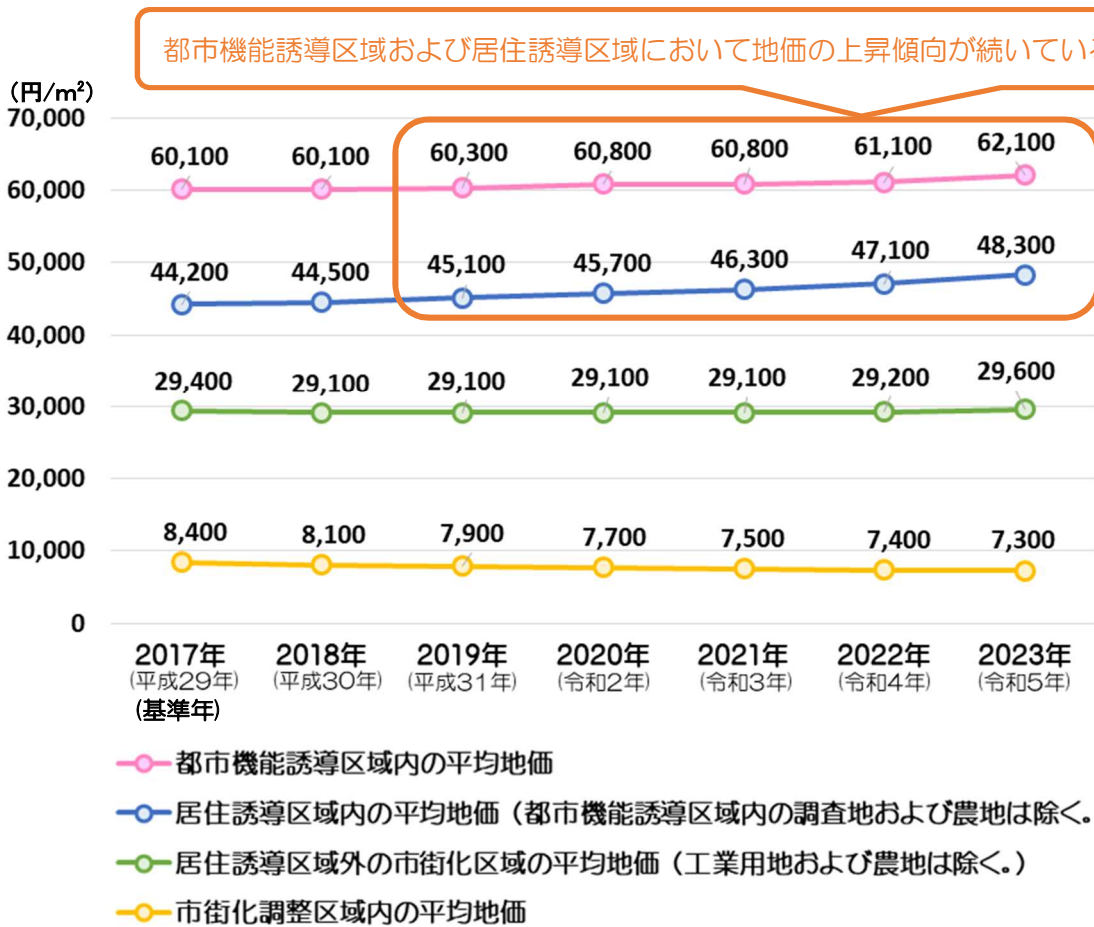 都市機能誘導区域および居住誘導区域において地価の上昇傾向が続いている
(円/m²)
70,000
60,100 60,100 60,300 60,800 60,800 61,100 62,100
60,000
50,000
44,200 44,500 45,100 45,700 46,300 47,100 48,300
40,000
29,400 29,100 29,100 29,100 29,100 29,200 29,600
30,000
20,000
8,400 8,100 7,900 7,700 7,500 7,400 7,300
10,000
0
2017年 2018年 2019年 2020年 2021年 2022年 2023年
(平成29年) (平成30年) (平成31年) (令和2年) (令和3年) (令和4年) (令和5年)
(基準年)
都市機能誘導区域内の平均地価
居住誘導区域内の平均地価（都市機能誘導区域内の調査地および農地は除く。
居住誘導区域外の市街化区域の平均地価（工業用地および農地は除く。）
市街化調整区域内の平均地価